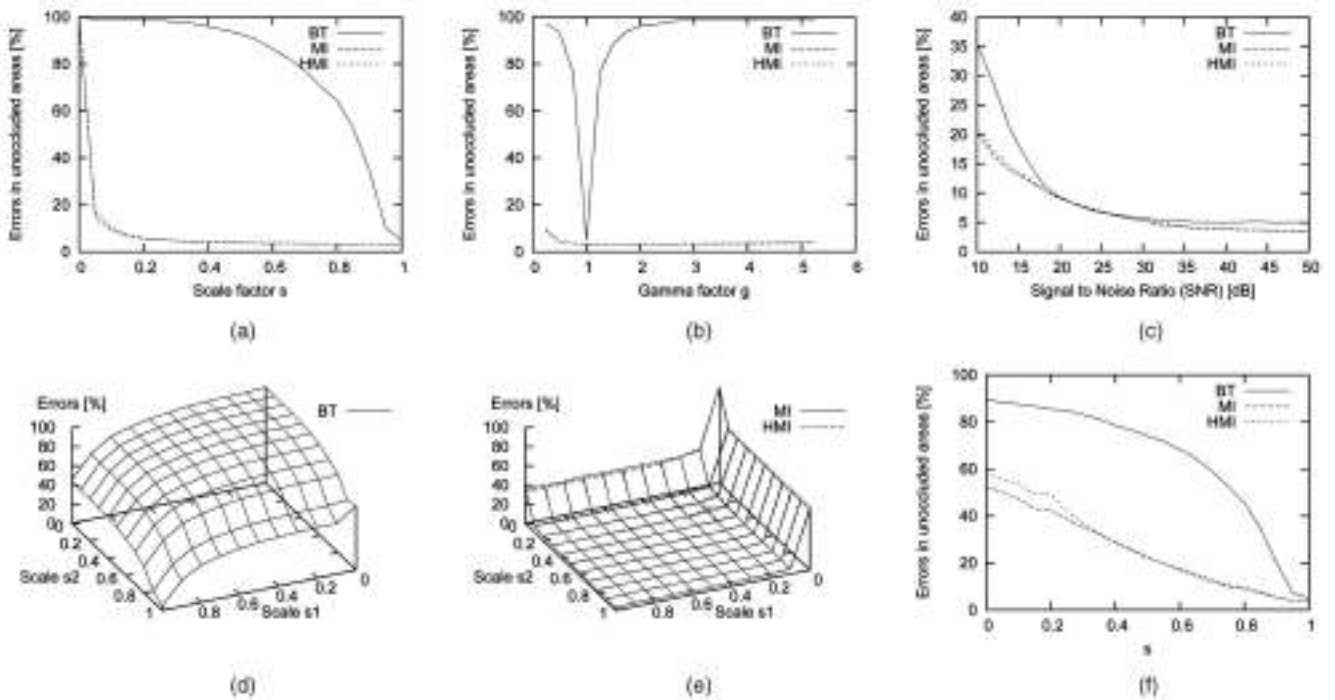 Errors in unoccluded areas [%]
100
80
60
40
20
0
BT
MI
HMI
0 0.2 0.4 0.6 0.8 1
Scale factor s
(a)
Errors in unoccluded areas [%]
100
80
60
40
20
0
BT
MI
HMI
0 1 2 3 4 5 6
Gamma factor g
(b)
Errors in unoccluded areas [%]
40
35
30
25
20
15
10
5
0
BT
MI
HMI
10 15 20 25 30 35 40 45 50
Signal to Noise Ratio (SNR) [dB]
(c)
Errors [%]
BT
100
80
60
40
20
0
0
0.2
0.4
0.6
0.8
1
Scale s2
0.8
0.6
0.4
0.2
0
Scale s1
(d)
Errors [%]
MI
HMI
100
80
60
40
20
0
0
0.2
0.4
0.6
0.8
1
Scale s2
0.8
0.6
0.4
0.2
0
Scale s1
(e)
Errors in unoccluded areas [%]
100
80
60
40
20
0
BT
MI
HMI
0 0.2 0.4 0.6 0.8 1
s
(f)